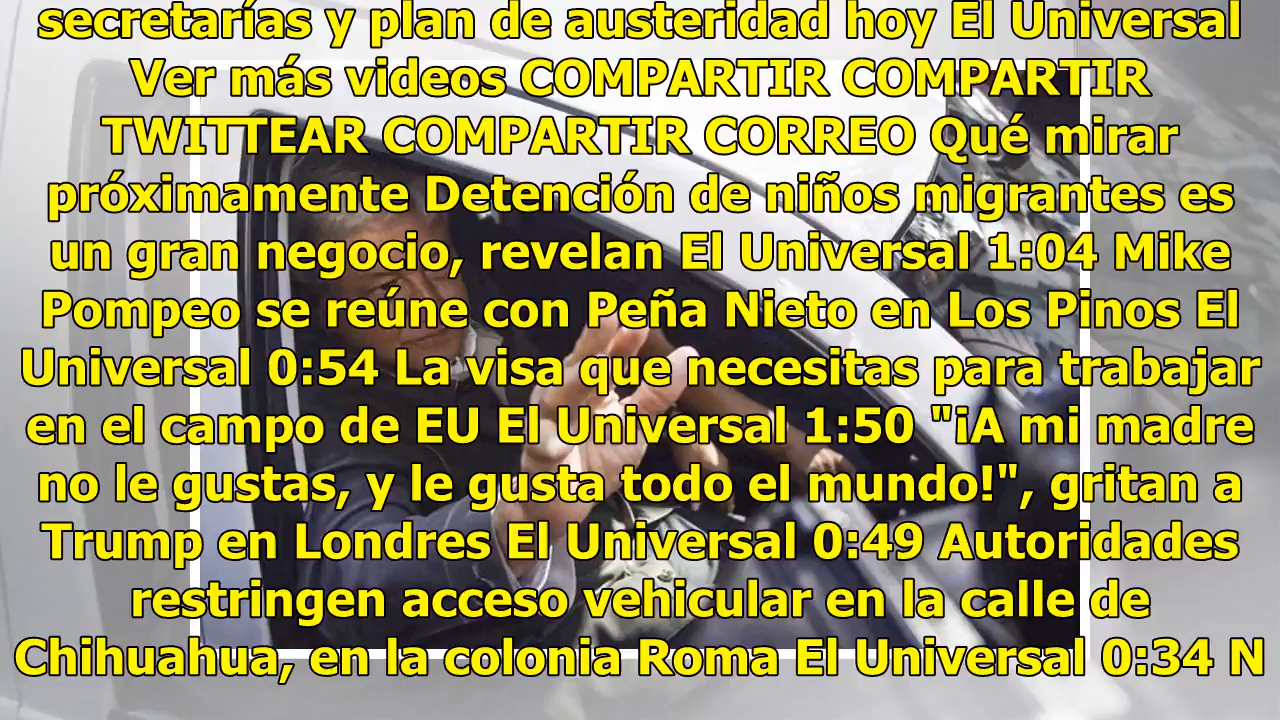 secretarías y plan de austeridad hoy El Universal
Ver más videos COMPARTIR COMPARTIR
TWITTEAR COMPARTIR CORREO Qué mirar
próximamente Detención de niños migrantes es
un gran negocio, revelan El Universal 1:04 Mike
Pompeo se reúne con Peña Nieto en Los Pinos El
Universal 0:54 La visa que necesitas para trabajar
en el campo de EU El Universal 1:50 "¡A mi madre
no le gustas, y le gusta todo el mundo!", gritan a
Trump en Londres El Universal 0:49 Autoridades
restringen acceso vehicular en la calle de
Chihuahua, en la colonia Roma El Universal 0:34 N